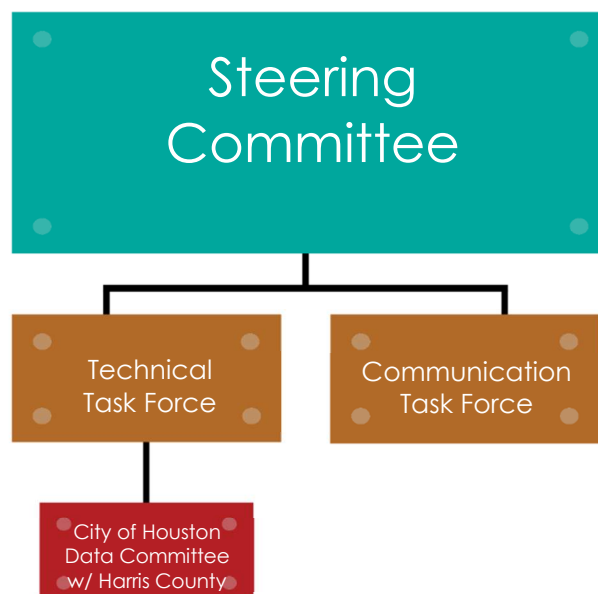 Steering
Committee
Technical
Task Force
Communication
Task Force
City of Houston
Data Committee
w/ Harris County